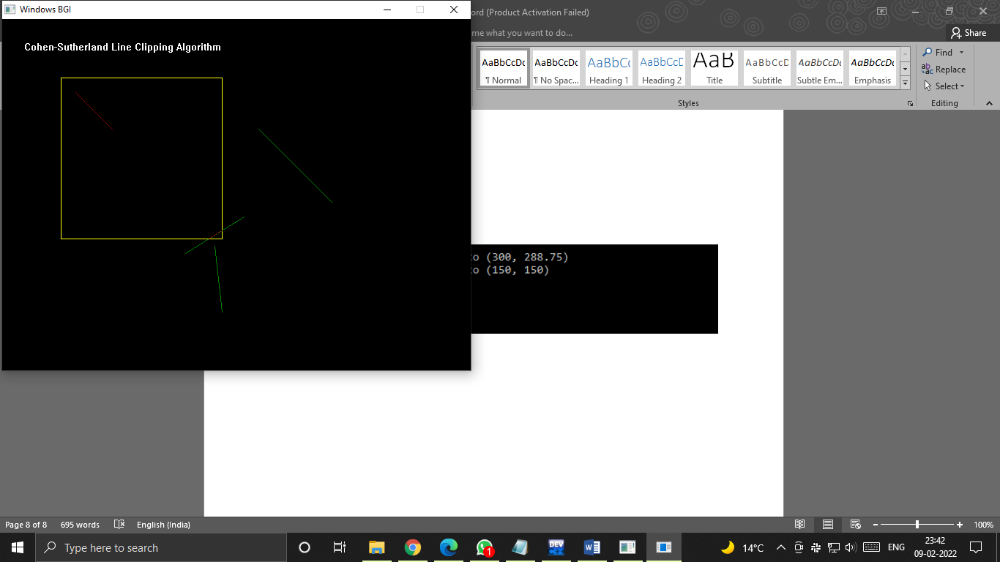 Windows BGI
ord (Product Activation Failed)
me what you want to do...
Share
Cohen-Sutherland Line Clipping Algorithm
AaBbCcDc AaBbCcDc AaBbCc AaBbCcD AaB AaBbCcD AaBbCcDc AaBbCcDc
¶ Normal ¶ No Spac... Heading 1 Heading 2 Title Subtitle Subtle Em... Emphasis
Find
Replace
Select
Styles
Editing
to (300, 288.75)
to (150, 150)
Page 8 of 8 695 words English (India) 100%
Type here to search
1
DEV
14°C
ENG
23:42
09-02-2022